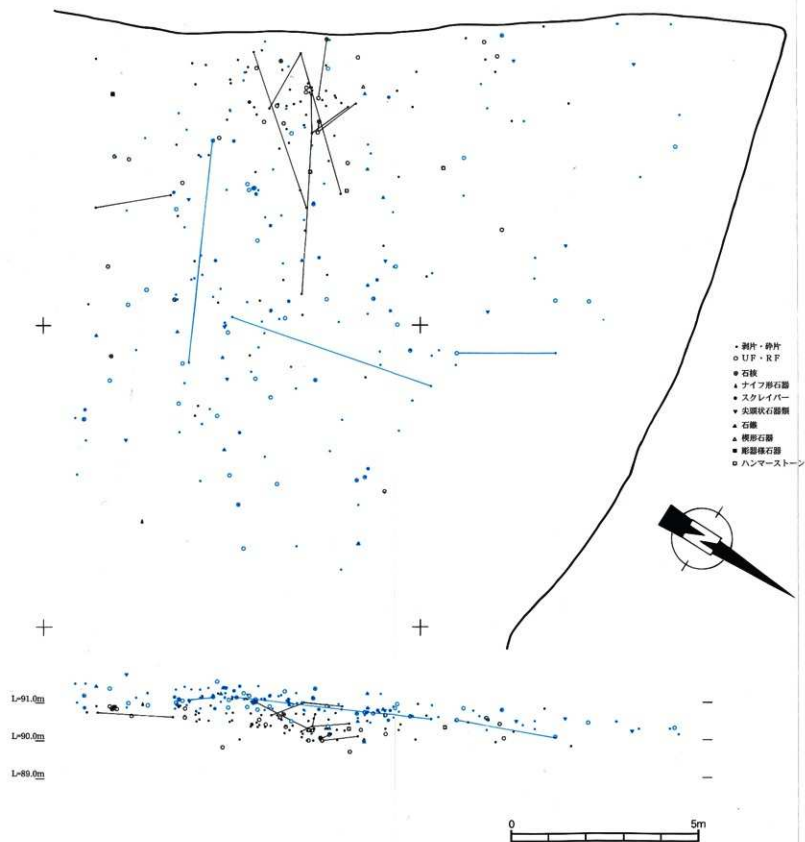 剥片・砕片
UF・RF
石核
ナイフ形石器
スクレイパー
尖頭状石器類
石錐
楔形石器
彫器様石器
ハンマーストーン
L=91.0m
L=90.0m
L=89.0m
0 5m